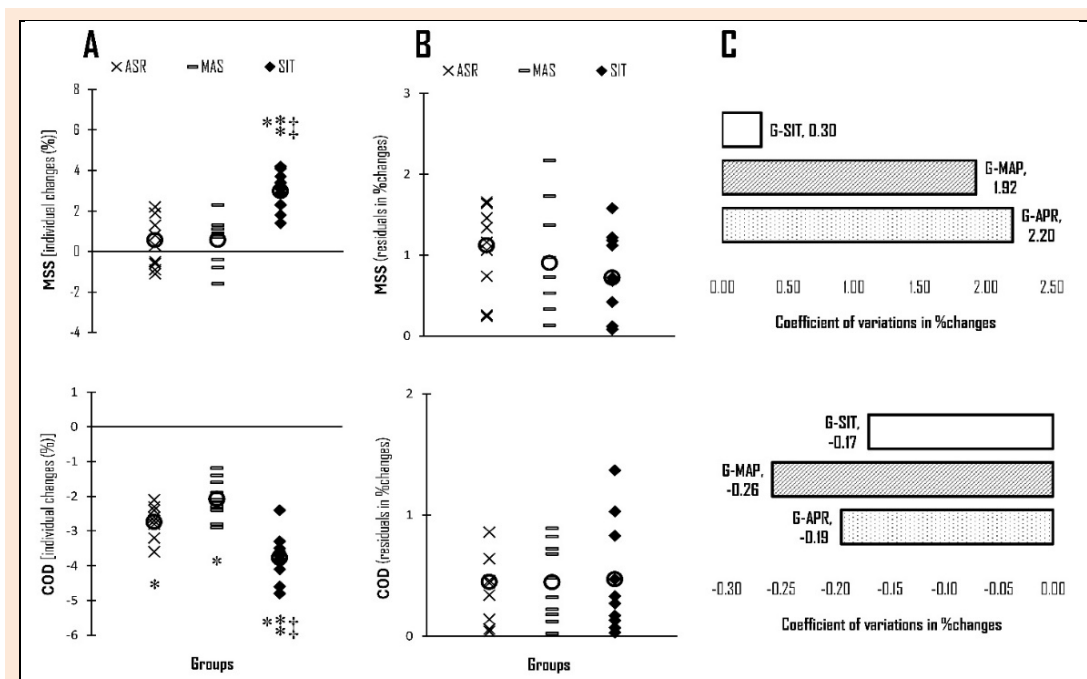 A
× ASR MAS SIT
MSS [individual changes (%)]
8
6
4
2
0
-2
-4
*⁑‡
B
× ASR MAS SIT
MSS (residuals in %changes)
3
2
1
0
C
G-SIT, 0.30
G-MAP,
1.92
G-APR,
2.20
0.00 0.50 1.00 1.50 2.00 2.50
Coefficient of variations in %changes
COD [individual changes (%)]
1
0
-1
-2
-3
-4
-5
-6
*
*
*⁑‡
Groups
COD (residuals in %changes)
2
1
0
Groups
G-SIT,
-0.17
G-MAP,
-0.26
G-APR,
-0.19
-0.30 -0.25 -0.20 -0.15 -0.10 -0.05 0.00
Coefficient of variations in %changes